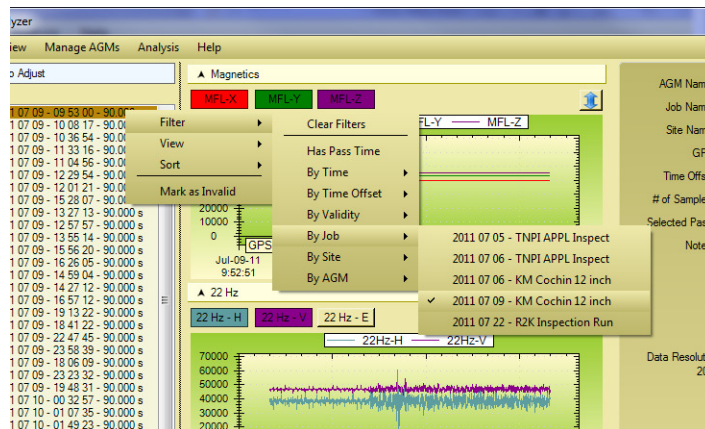 yzer
iew Manage AGMs Analysis Help
o Adjust
Magnetics
MFL-X MFL-Y MFL-Z
FL-Y MFL-Z
1 07 09 - 09 53 00 - 90.000
1 07 09 - 10 08 17 - 90.00
1 07 09 - 10 36 54 - 90.00
1 07 09 - 11 33 16 - 90.00
1 07 09 - 11 04 56 - 90.00
1 07 09 - 12 29 54 - 90.00
1 07 09 - 12 01 21 - 90.00
1 07 09 - 15 28 07 - 90.000 s
1 07 09 - 13 27 13 - 90.000 s
1 07 09 - 12 57 57 - 90.000 s
1 07 09 - 13 55 14 - 90.000 s
1 07 09 - 15 56 20 - 90.000 s
1 07 09 - 16 26 05 - 90.000 s
1 07 09 - 14 59 04 - 90.000 s
1 07 09 - 14 27 12 - 90.000 s
1 07 09 - 16 57 12 - 90.000 s
1 07 09 - 19 13 22 - 90.000 s
1 07 09 - 18 41 22 - 90.000 s
1 07 09 - 22 47 45 - 90.000 s
1 07 09 - 23 58 39 - 90.000 s
1 07 09 - 18 06 09 - 90.000 s
1 07 09 - 23 23 32 - 90.000 s
1 07 09 - 19 48 31 - 90.000 s
1 07 10 - 00 32 57 - 90.000 s
1 07 10 - 01 07 35 - 90.000 s
1 07 10 - 01 49 23 - 90.000 s
Filter
View
Sort
Mark as Invalid
Clear Filters
Has Pass Time
By Time
By Time Offset
By Validity
By Job
By Site
By AGM
2011 07 05 - TNPI APPL Inspect
2011 07 06 - TNPI APPL Inspect
2011 07 06 - KM Cochin 12 inch
2011 07 09 - KM Cochin 12 inch
2011 07 22 - R2K Inspection Run
20000
10000
0
GPS
Jul-09-11
9:52:51
22 Hz
22 Hz - H 22 Hz - V 22 Hz - E
22Hz-H 22Hz-V
70000
60000
50000
40000
30000
20000
AGM Nam
Job Nam
Site Nam
GP
Time Offs
# of Sample
Selected Pas
Note
Data Resolut
20